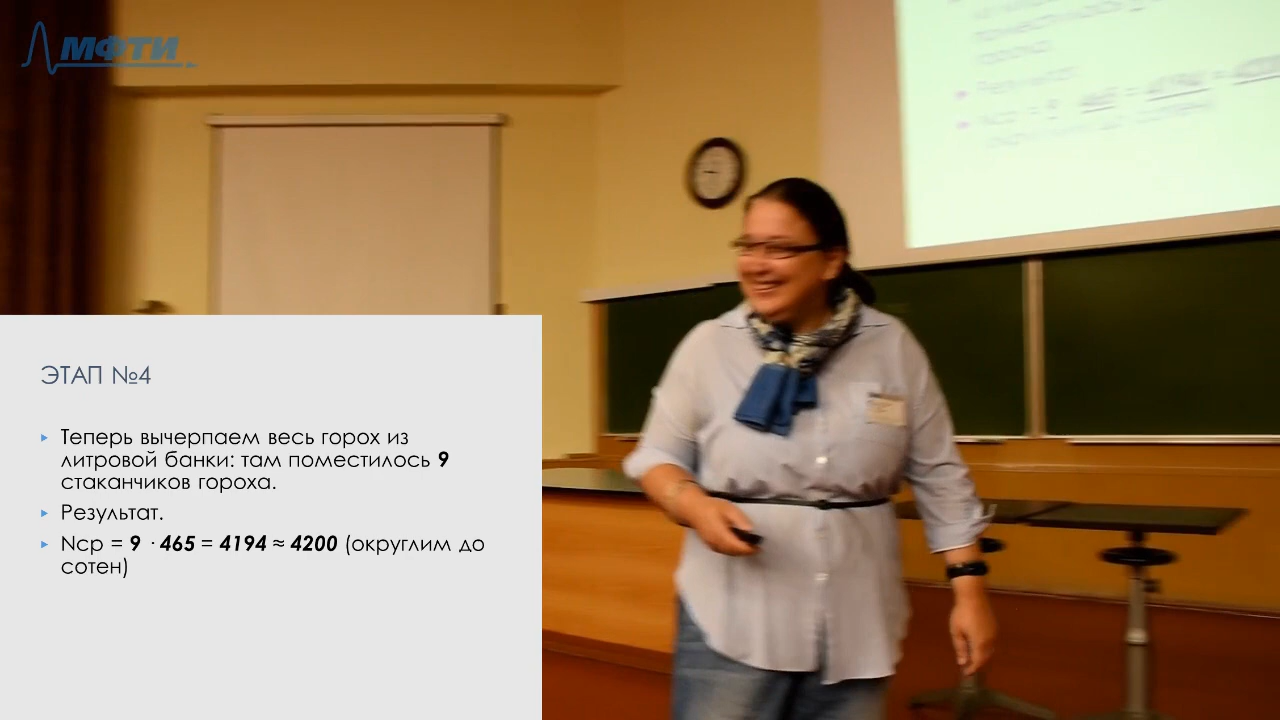 МФТИ
ЭТАП №4
Теперь вычерпаем весь горох из
литровой банки: там поместилось 9
стаканчиков гороха.
Результат.
Nср = 9 · 465 = 4194 ≈ 4200 (округлим до
сотен)